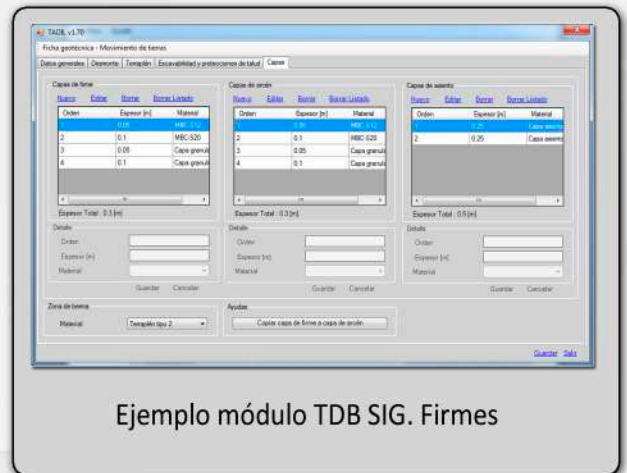 TADIL v1.70
Ficha geotécnica - Movimiento de tierras
Datos generales Desmonte Terraplén Excavabilidad y protecciones de talud Capas
Capas de firme Capas de arcén Capas de asiento
Nuevo Editar Borrar Borrar Listado Nuevo Editar Borrar Borrar Listado Nuevo Editar Borrar Borrar Listado
Orden Espesor [m] Material Orden Espesor [m] Material Orden Espesor [m] Material
1 0.05 MBC-S12 1 0.05 MBC-S12 1 0.25 Capa asiento
2 0.1 MBC-S20 2 0.1 MBC-S20 2 0.25 Capa asiento
3 0.05 Capa granula 3 0.05 Capa granula
4 0.1 Capa granula 4 0.1 Capa granula
Espesor Total : 0.3 [m] Espesor Total : 0.3 [m] Espesor Total : 0.5 [m]
Detalle Detalle Detalle
Orden Orden Orden
Espesor [m] Espesor [m] Espesor [m]
Material Material Material
Guardar Cancelar Guardar Cancelar Guardar Cancelar
Zona de berma Ayudas
Material Terraplén tipo 2 Copiar capa de firme a capa de arcén
Guardar Salir
Ejemplo módulo TDB SIG. Firmes